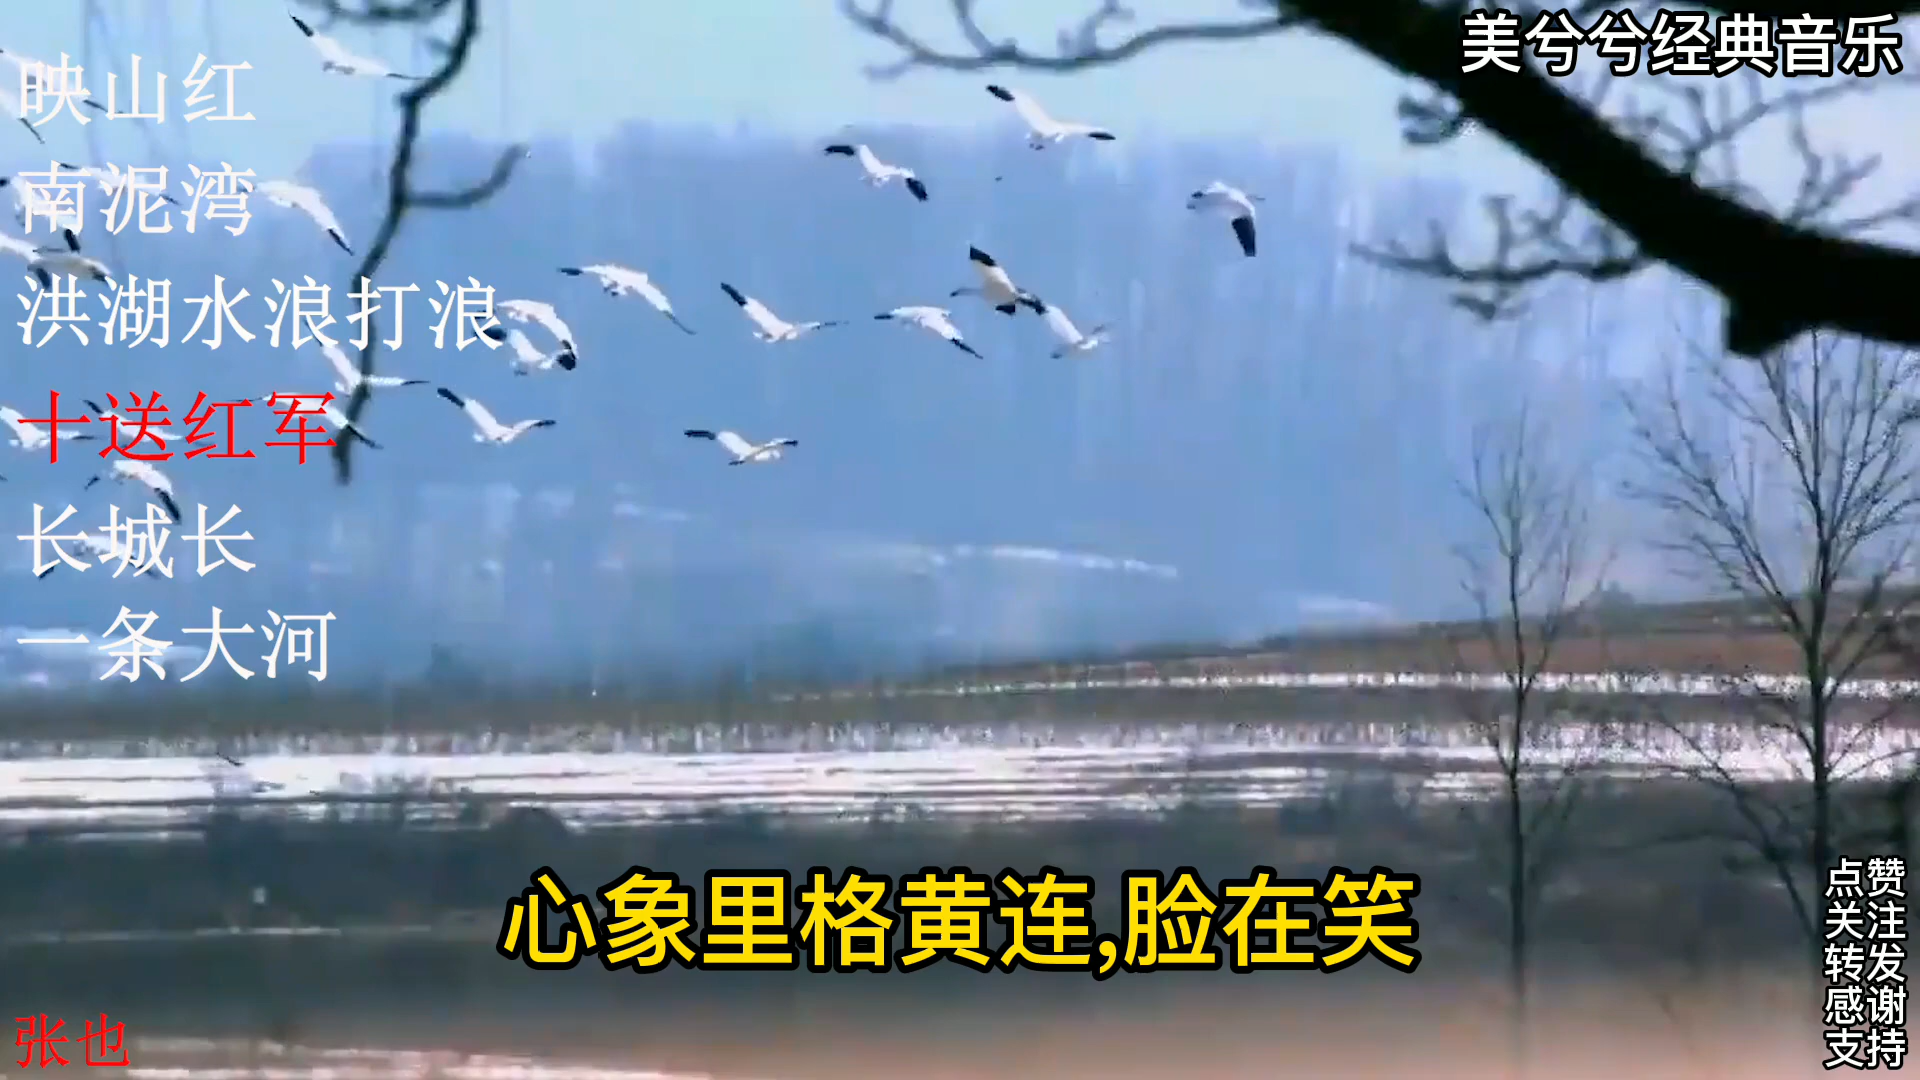 美兮兮经典音乐
映山红
南泥湾
洪湖水浪打浪
十送红军
长城长
一条大河
心象里格黄连,脸在笑
张也
点赞
关注
转发
感谢
支持